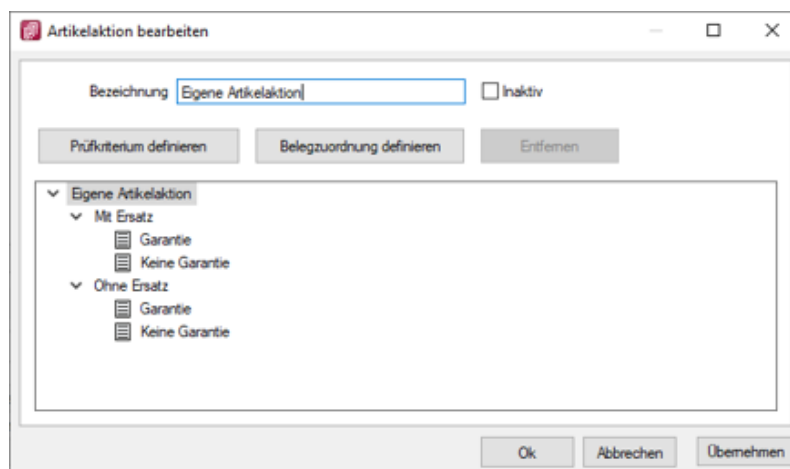 Artikelaktion bearbeiten
Bezeichnung Eigene Artikelaktion Inaktiv
Prüfkriterium definieren Belegzuordnung definieren Entfernen
Eigene Artikelaktion
Mit Ersatz
Garantie
Keine Garantie
Ohne Ersatz
Garantie
Keine Garantie
Ok Abbrechen Übernehmen